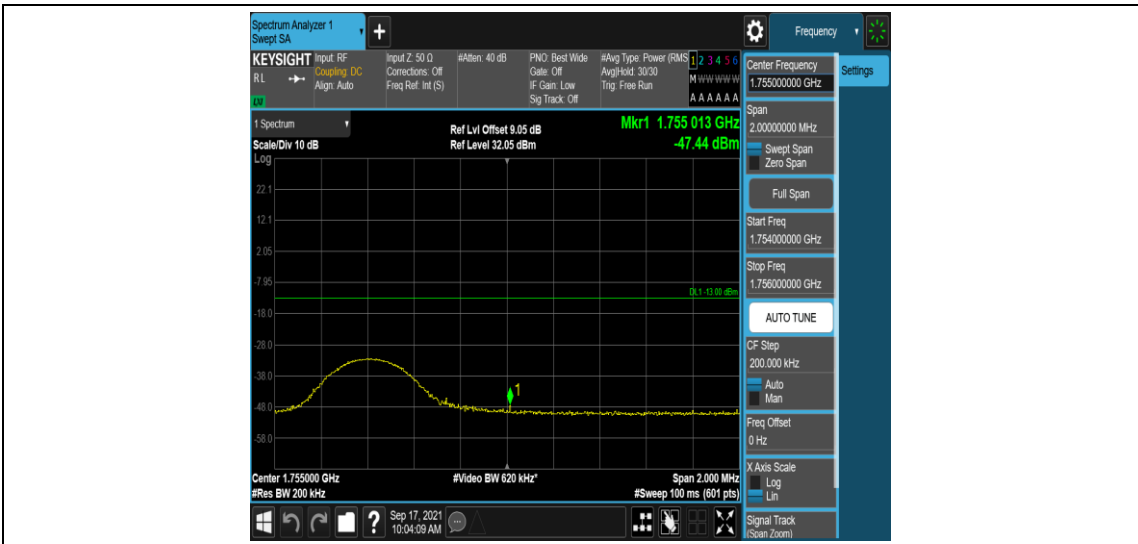 Spectrum Analyzer 1
Swept SA
+
Frequency
KEYSIGHT
R L
Input: RF
Coupling: DC
Align: Auto
Input Z: 50 Ω
Corrections: Off
Freq Ref: Int (S)
#Atten: 40 dB
PNO: Best Wide
Gate: Off
IF Gain: Low
Sig Track: Off
#Avg Type: Power (RMS
Avg|Hold: 30/30
Trig: Free Run
1 2 3 4 5 6
M W W W W W
A A A A A A
1 Spectrum
Scale/Div 10 dB
Log
Ref Lvl Offset 9.05 dB
Ref Level 32.05 dBm
Mkr1 1.755 013 GHz
-47.44 dBm
22.1
12.1
2.05
-7.95
-18.0
-28.0
-38.0
-48.0
-58.0
DL1 -13.00 dBm
1
Center 1.755000 GHz
#Res BW 200 kHz
#Video BW 620 kHz*
Span 2.000 MHz
#Sweep 100 ms (601 pts)
?
Sep 17, 2021
10:04:09 AM
Center Frequency
1.755000000 GHz
Settings
Span
2.00000000 MHz
Swept Span
Zero Span
Full Span
Start Freq
1.754000000 GHz
Stop Freq
1.756000000 GHz
AUTO TUNE
CF Step
200.000 kHz
Auto
Man
Freq Offset
0 Hz
X Axis Scale
Log
Lin
Signal Track
(Span Zoom)